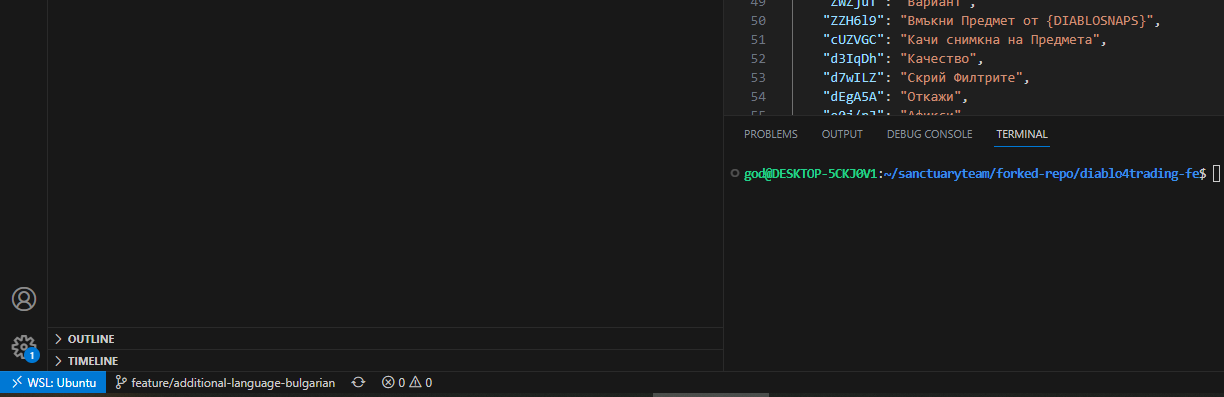 49
"Вариант",
50 "ZZH6l9": "Вмъкни Предмет от {DIABLOSNAPS}",
51 "cUZVGC": "Качи снимкна на Предмета",
52 "d3IqDh": "Качество",
53 "d7wILZ": "Скрий Филтрите",
54 "dEgA5A": "Откажи",
55 "Афикси"
PROBLEMS OUTPUT DEBUG CONSOLE TERMINAL
god@DESKTOP-5CKJ0V1:~/sanctuaryteam/forked-repo/diablo4trading-fe$
OUTLINE
1
TIMELINE
WSL: Ubuntu feature/additional-language-bulgarian 0 0